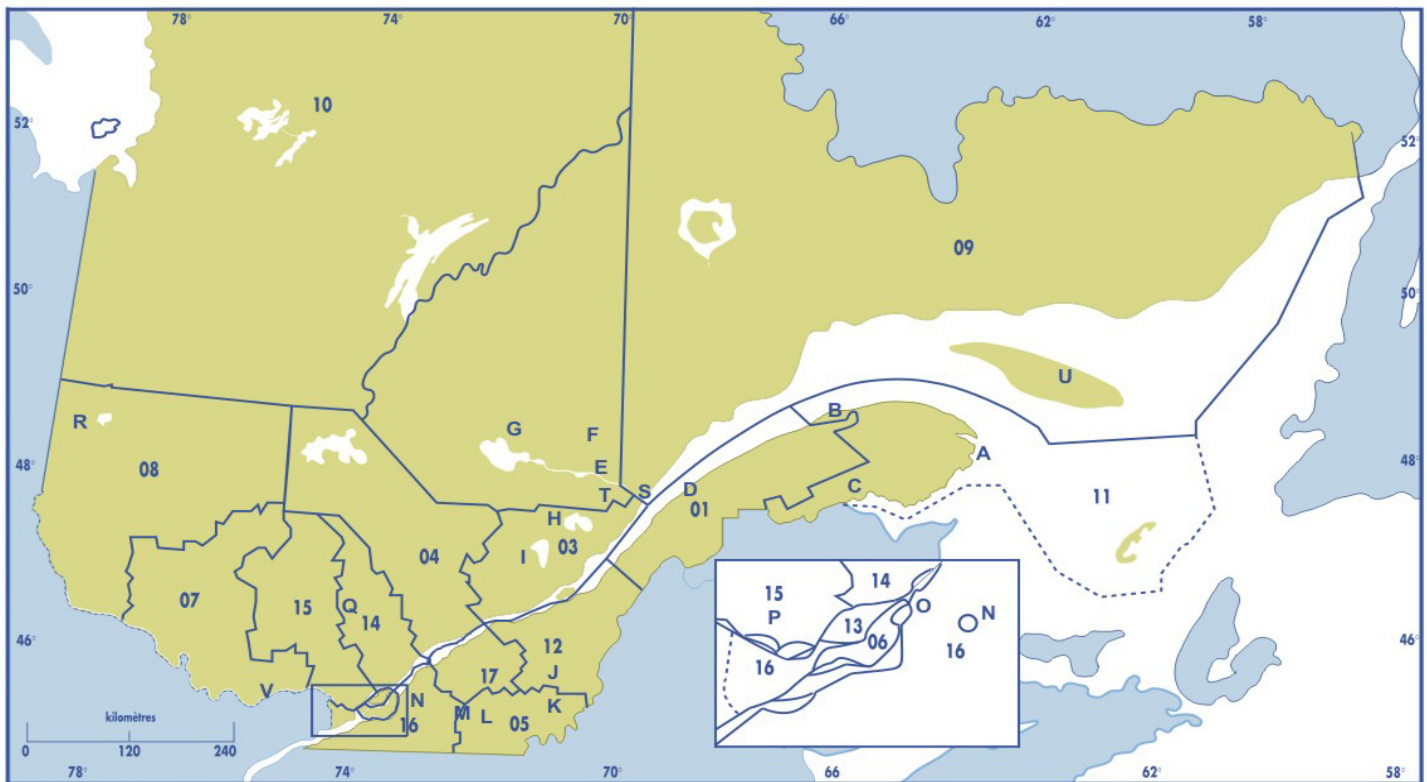 78°
74°
70°
66°
62°
58°
10
52°
52°
09
50°
50°
U
R
G
F
B
A
48°
08
E
T
S
D
C
48°
01
11
H
I
03
04
07
15
Q
14
15
14
P
13
O
N
06
16
16
46°
46°
12
J
17
V
N
M
L
K
16
05
kilomètres
0
120
240
78°
74°
70°
66°
62°
58°